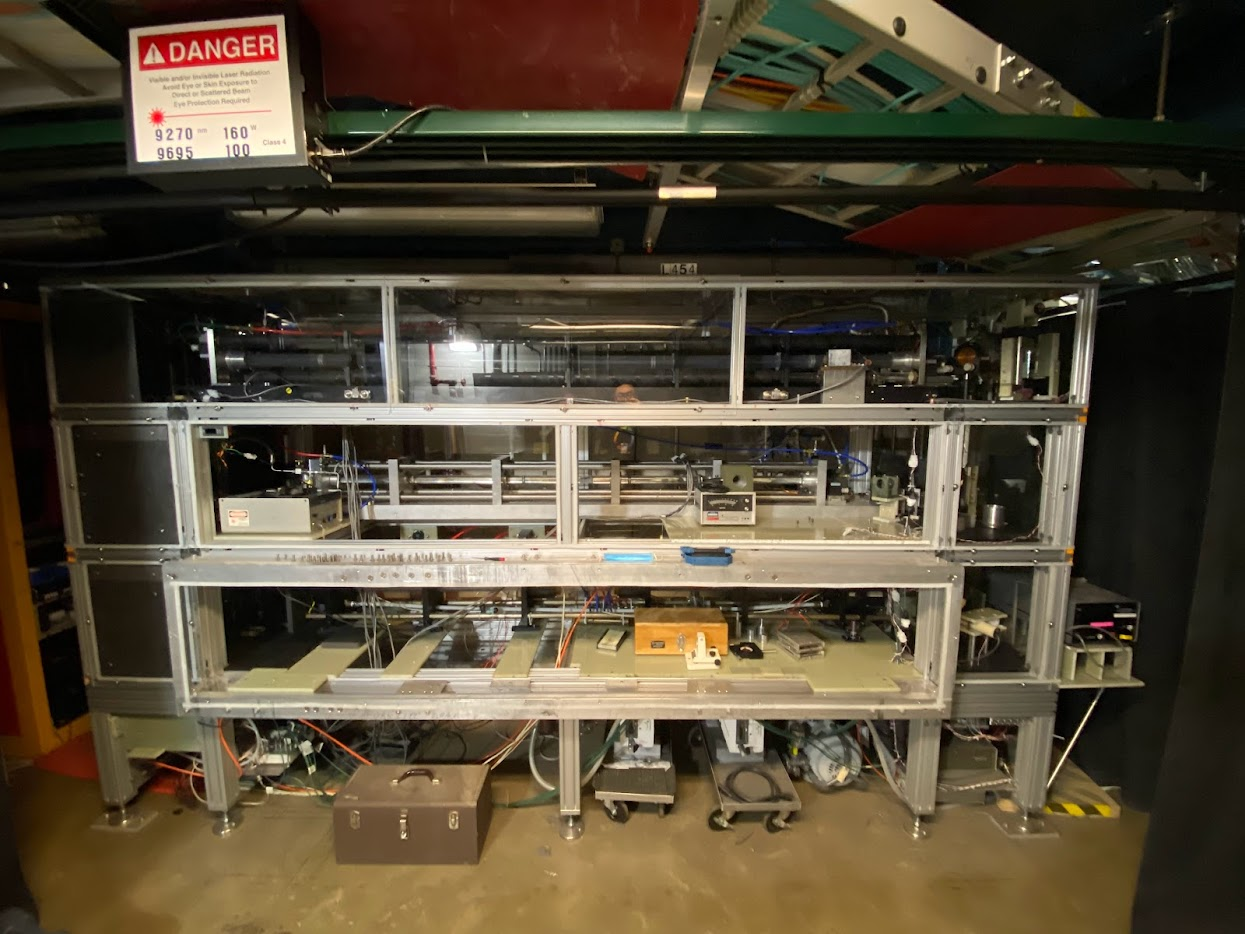 DANGER
Visible and/or Invisible Laser Radiation
Avoid Eye or Skin Exposure to
Direct or Scattered Beam
Eye Protection Required
9270 nm 160 W
9695 100 Class 4
L454